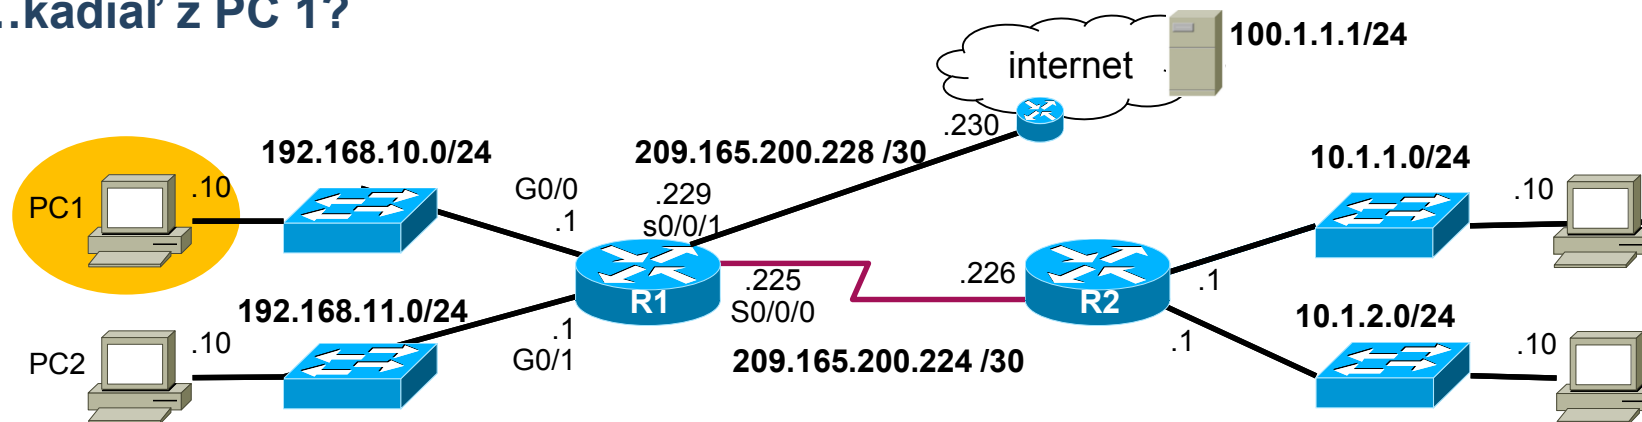 ..kadiaľ z PC 1?
internet
100.1.1.1/24
.230
192.168.10.0/24
209.165.200.228 /30
10.1.1.0/24
PC1
.10
G0/0
.1
.229
s0/0/1
.10
R1
.225
S0/0/0
.226
R2
.1
192.168.11.0/24
.1
G0/1
10.1.2.0/24
.1
PC2
.10
209.165.200.224 /30
.10